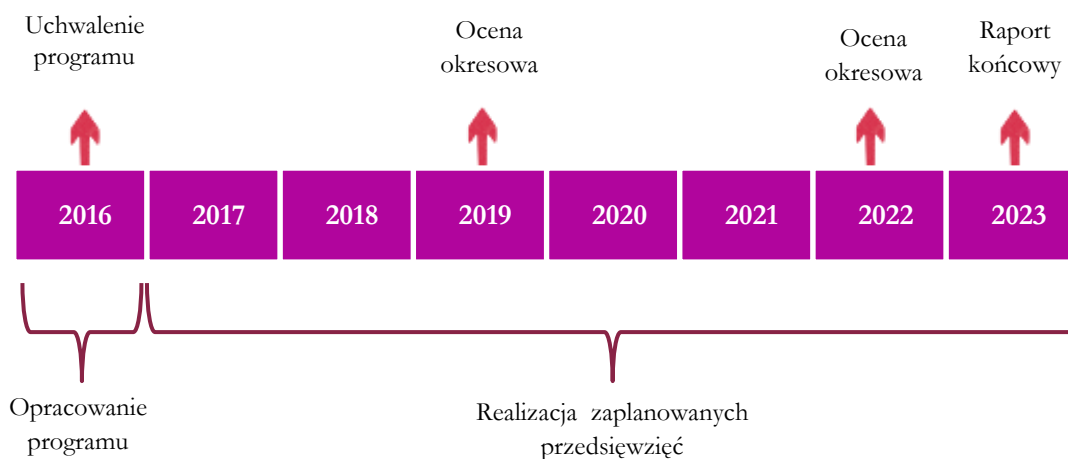 Uchwalenie
programu
Ocena
okresowa
Ocena
okresowa
Raport
końcowy
2016
2017
2018
2019
2020
2021
2022
2023
Opracowanie
programu
Realizacja zaplanowanych
przedsięwzięć